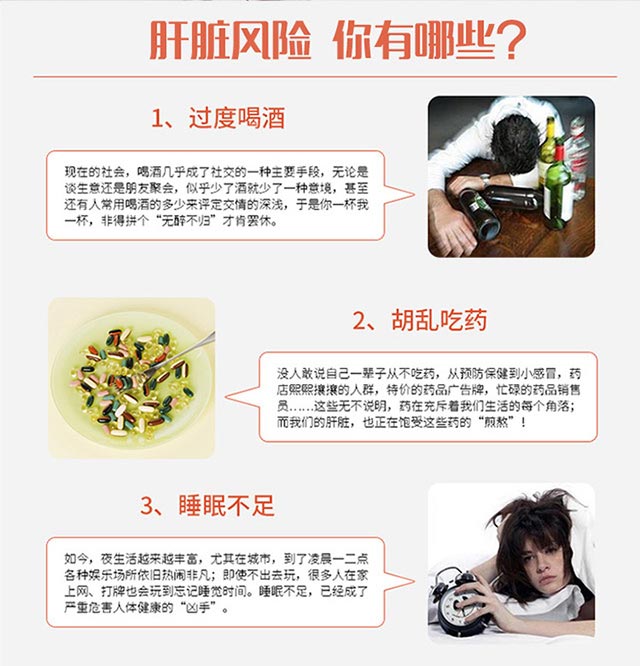 肝脏风险 你有哪些?
1、过度喝酒
现在的社会，喝酒几乎成了社交的一种主要手段，无论是
谈生意还是朋友聚会，似乎少了酒就少了一种意境，甚至
还有人常用喝酒的多少来评定交情的深浅，于是你一杯我
一杯，非得拼个“无醉不归”才肯罢休。
2、胡乱吃药
没人敢说自己一辈子从不吃药，从预防保健到小感冒，药
店熙熙攘攘的人群，特价的药品广告牌，忙碌的药品销售
员……这些无不说明，药在充斥着我们生活的每个角落；
而我们的肝脏，也正在饱受这些药的“煎熬”！
3、睡眠不足
如今，夜生活越来越丰富，尤其在城市，到了凌晨一二点
各种娱乐场所依旧热闹非凡；即使不出去玩，很多人在家
上网、打牌也会玩到忘记睡觉时间。睡眠不足，已经成了
严重危害人体健康的“凶手”。